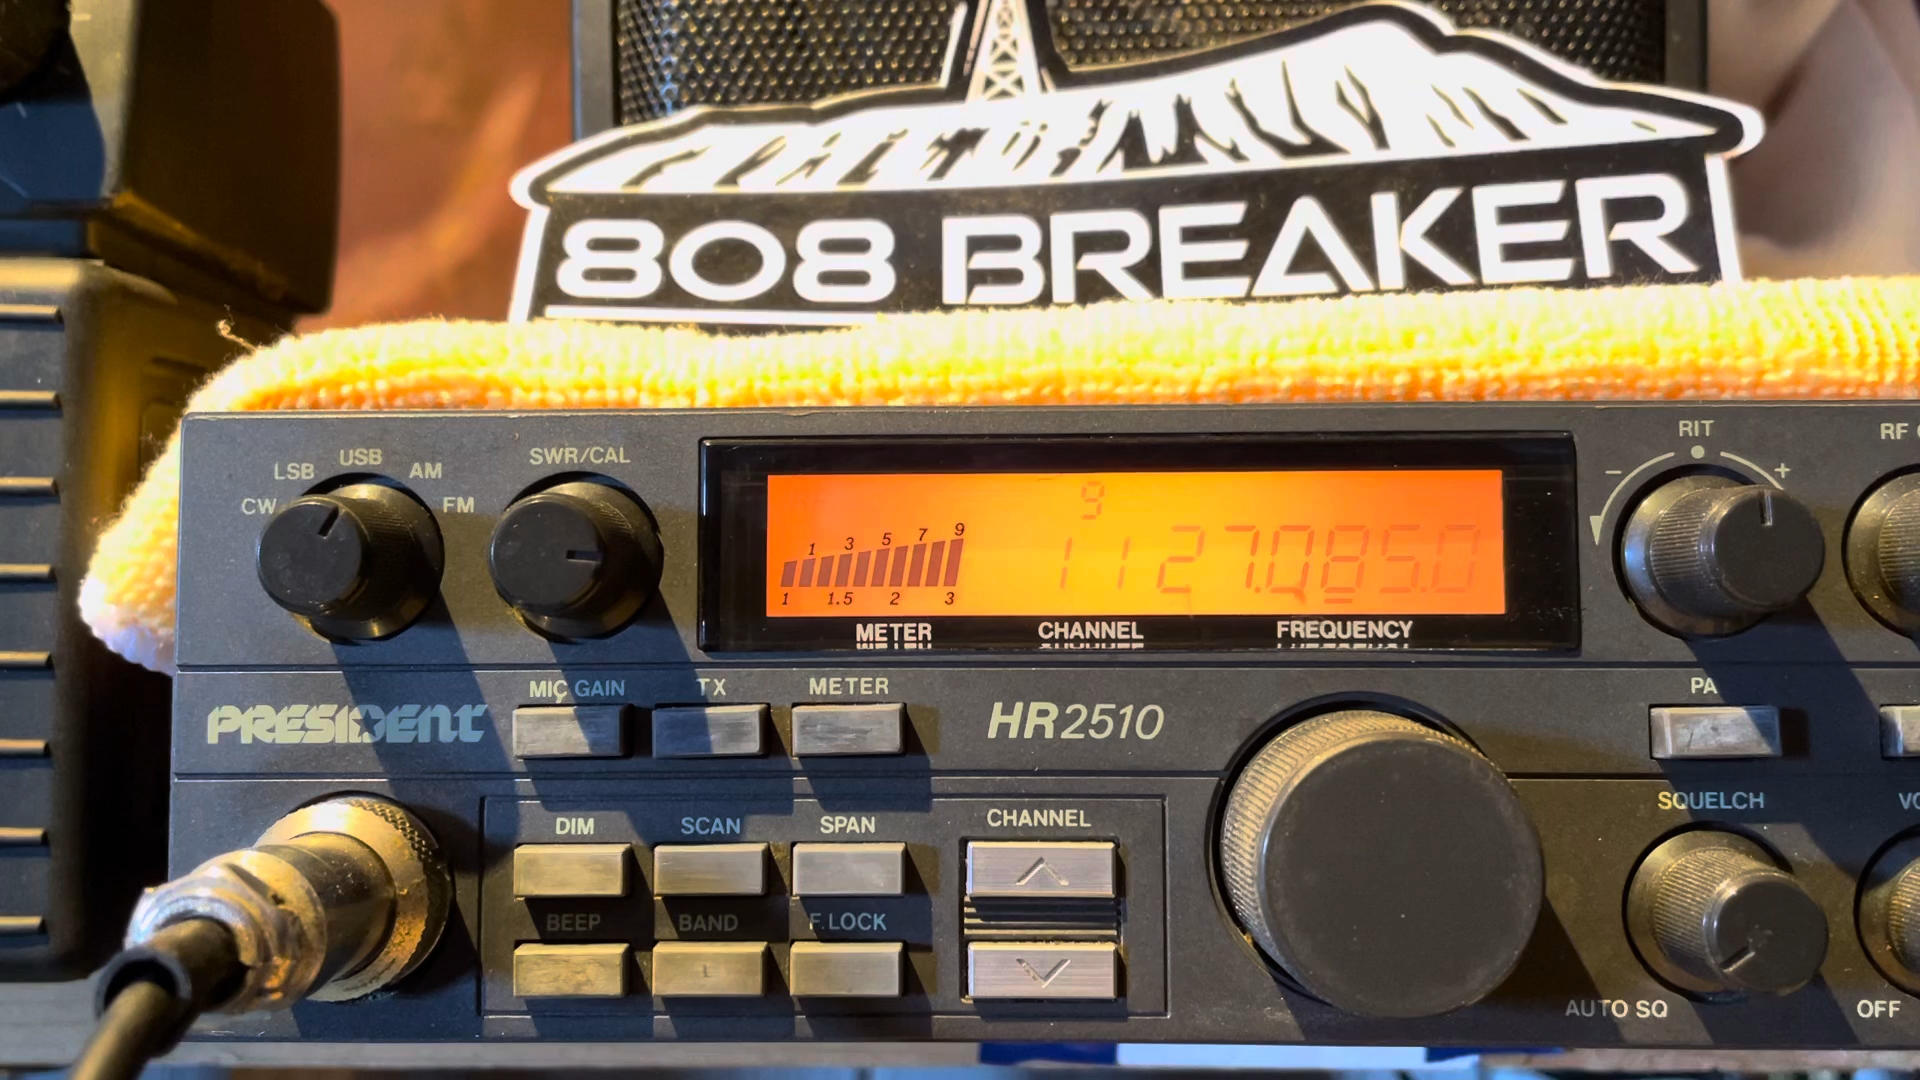 808 BREAKER
CW LSB USB AM FM
SWR/CAL
RIT
- +
RF
9
1 3 5 7 9
1 1.5 2 3
11 27.085.0
METER CHANNEL FREQUENCY
PRESIDENT
MIC GAIN TX METER
HR2510
PA
DIM SCAN SPAN
CHANNEL
SQUELCH
BEEP BAND F.LOCK
AUTO SQ
OFF